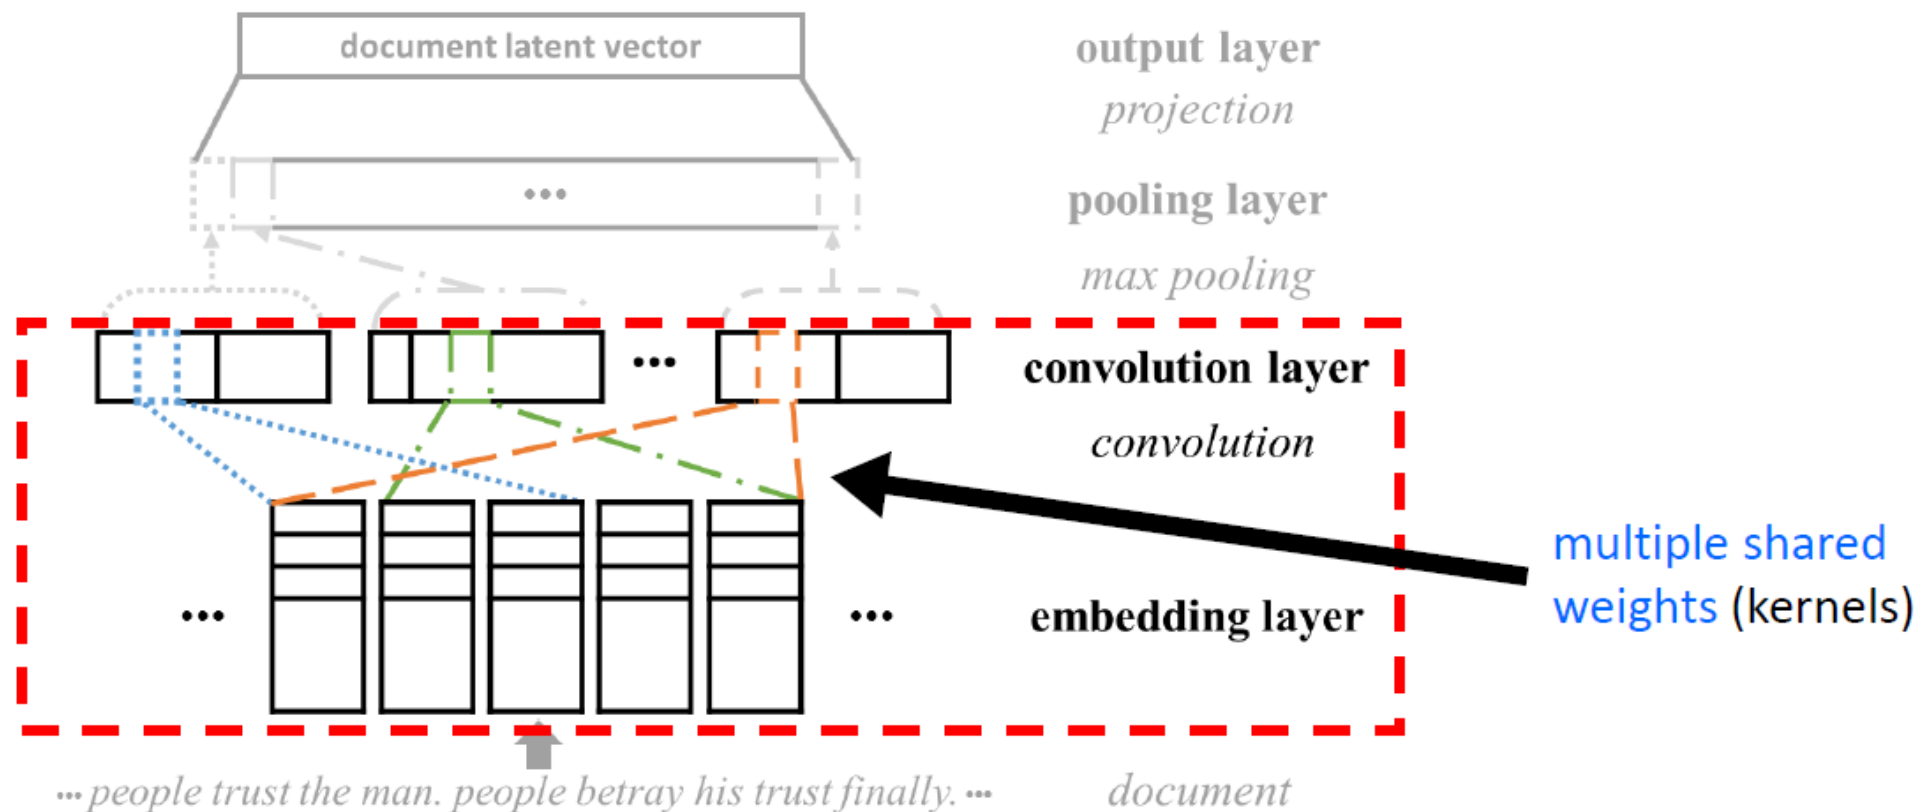 document latent vector
output layer
projection
...
pooling layer
max pooling
...
convolution layer
convolution
multiple shared
weights (kernels)
...
...
embedding layer
... people trust the man. people betray his trust finally. ...
document